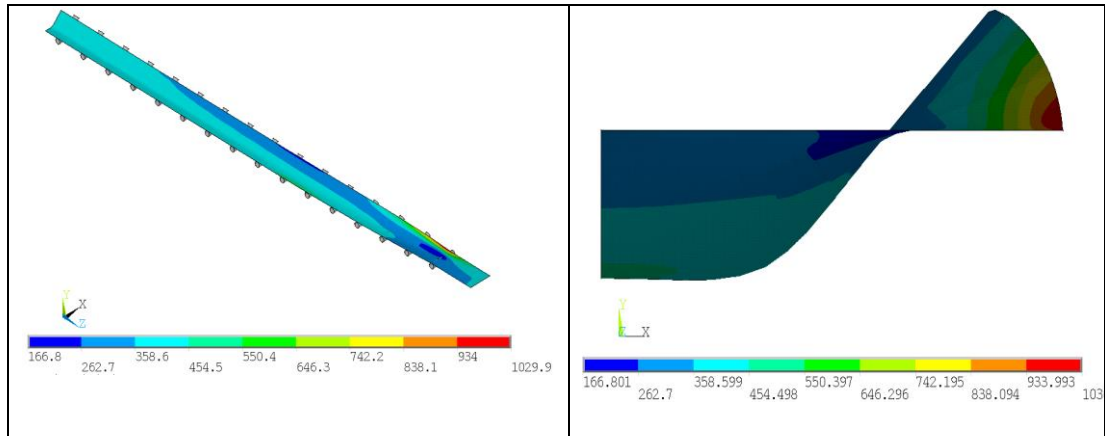 Y
X
Z
166.8 358.6 550.4 742.2 934
262.7 454.5 646.3 838.1 1029.9
Y
Z X
166.801 358.599 550.397 742.195 933.993
262.7 454.498 646.296 838.094 103